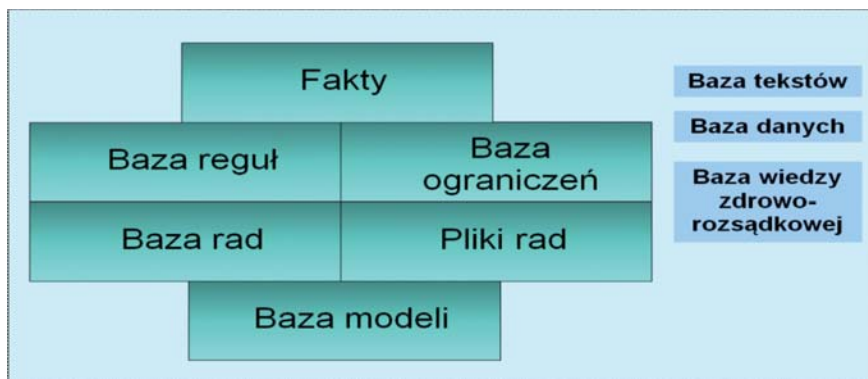 Fakty
Baza reguł
Baza
ograniczeń
Baza rad
Pliki rad
Baza modeli
Baza tekstów
Baza danych
Baza wiedzy
zdrowo-
rozsądkowej